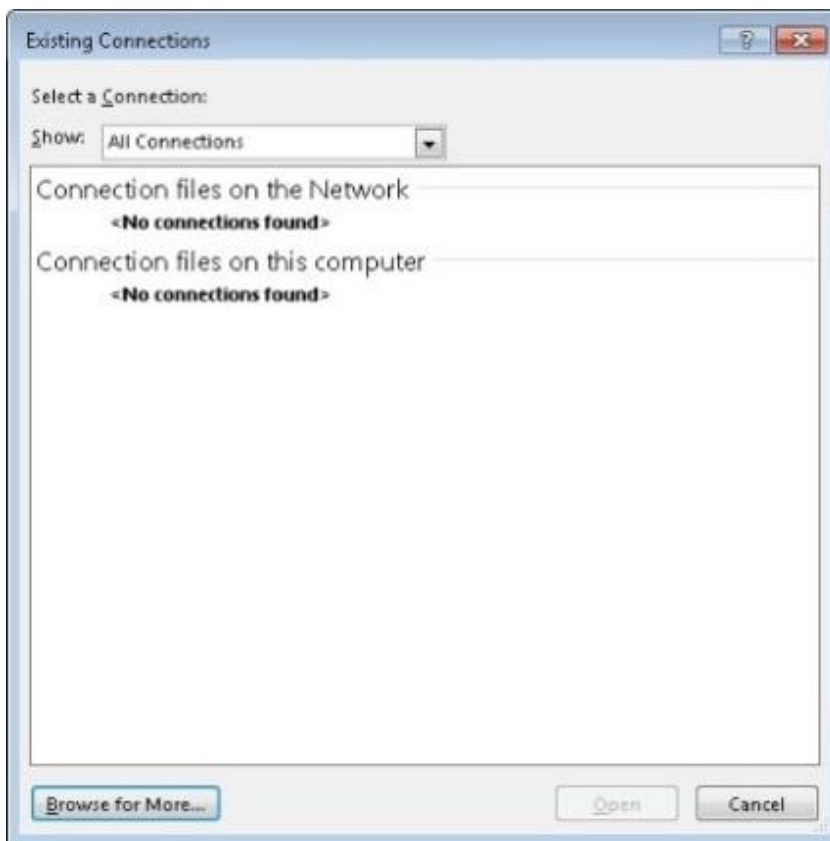 Existing Connections
Select a Connection:
Show: All Connections
Connection files on the Network
<No connections found>
Connection files on this computer
<No connections found>
Browse for More... Open Cancel